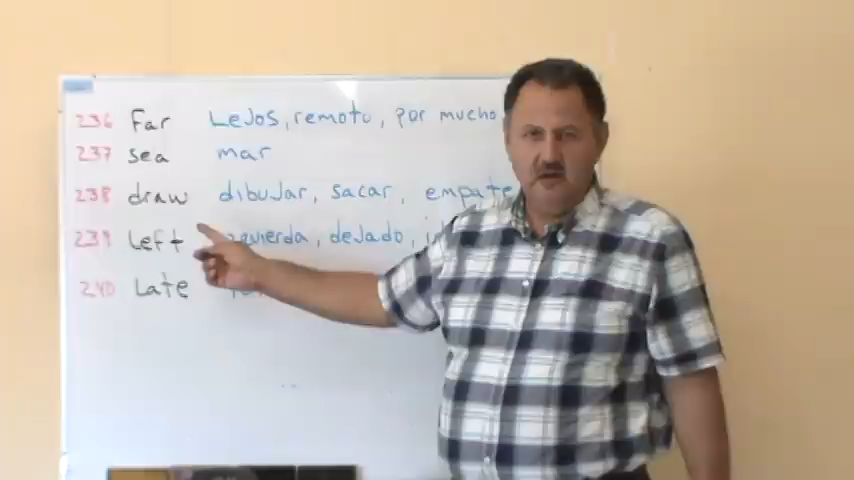 236 far Lejos, remoto, por mucho,
237 sea mar
238 draw dibujar, sacar, empate
239 Left izquierda, dejado,
240 Late